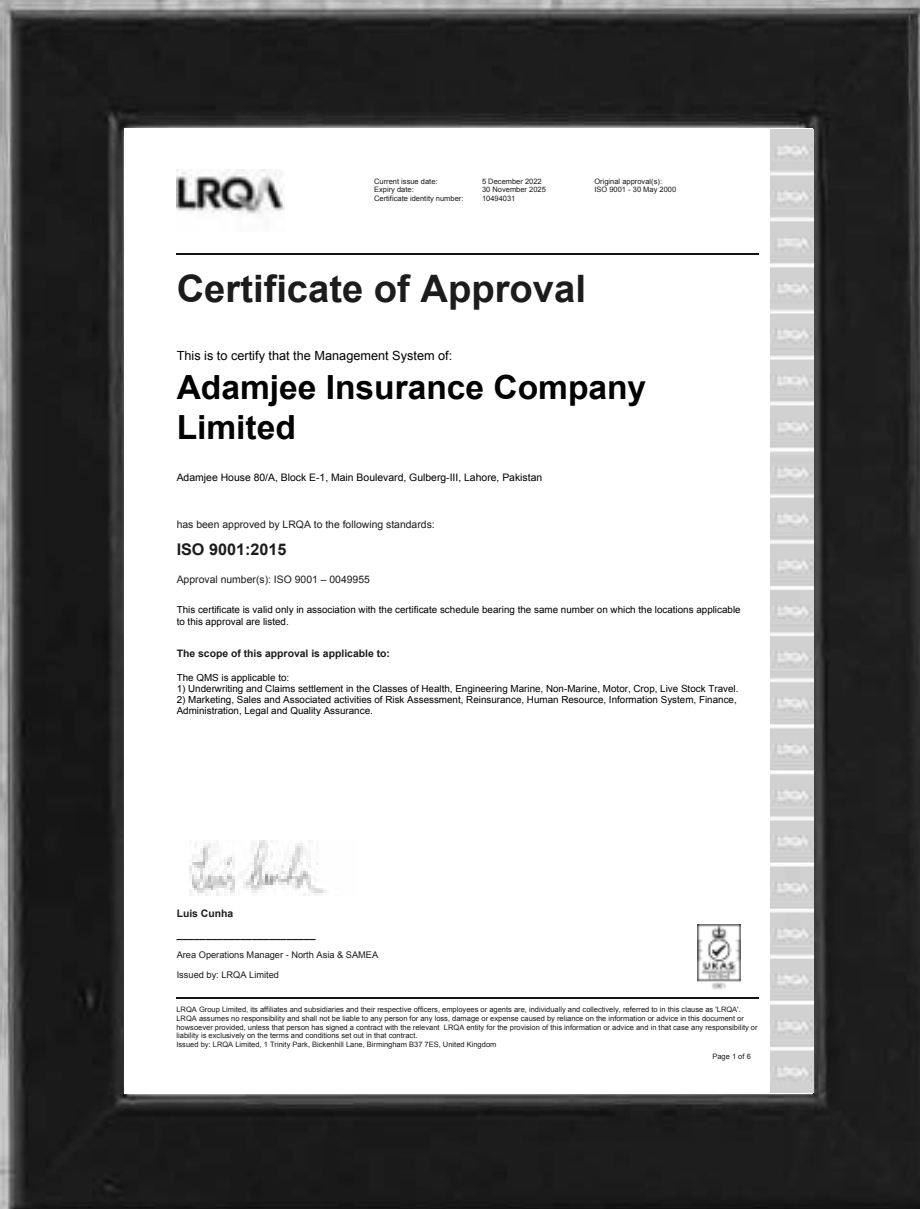 LRQA
Current issue date: 5 December 2022 Original approval(s):
Expiry date: 30 November 2025 ISO 9001 - 30 May 2000
Certificate identity number: 10494031
Certificate of Approval
This is to certify that the Management System of:
Adamjee Insurance Company
Limited
Adamjee House 80/A, Block E-1, Main Boulevard, Gulberg-III, Lahore, Pakistan
has been approved by LRQA to the following standards:
ISO 9001:2015
Approval number(s): ISO 9001 – 0049955
This certificate is valid only in association with the certificate schedule bearing the same number on which the locations applicable
to this approval are listed.
The scope of this approval is applicable to:
The QMS is applicable to:
1) Underwriting and Claims settlement in the Classes of Health, Engineering Marine, Non-Marine, Motor, Crop, Live Stock Travel.
2) Marketing, Sales and Associated activities of Risk Assessment, Reinsurance, Human Resource, Information System, Finance,
Administration, Legal and Quality Assurance.
Luis Cunha
Area Operations Manager - North Asia & SAMEA
Issued by: LRQA Limited
UKAS
LRQA Group Limited, its affiliates and subsidiaries and their respective officers, employees or agents are, individually and collectively, referred to in this clause as 'LRQA'.
LRQA assumes no responsibility and shall not be liable to any person for any loss, damage or expense caused by reliance on the information or advice in this document or
howsoever provided, unless that person has signed a contract with the relevant LRQA entity for the provision of this information or advice and in that case any responsibility or
liability is exclusively on the terms and conditions set out in that contract.
Issued by: LRQA Limited, 1 Trinity Park, Bickenhill Lane, Birmingham B37 7ES, United Kingdom
Page 1 of 6